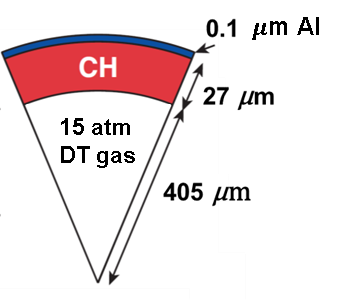 0.1 μm Al
CH
27 μm
15 atm
DT gas
405 μm